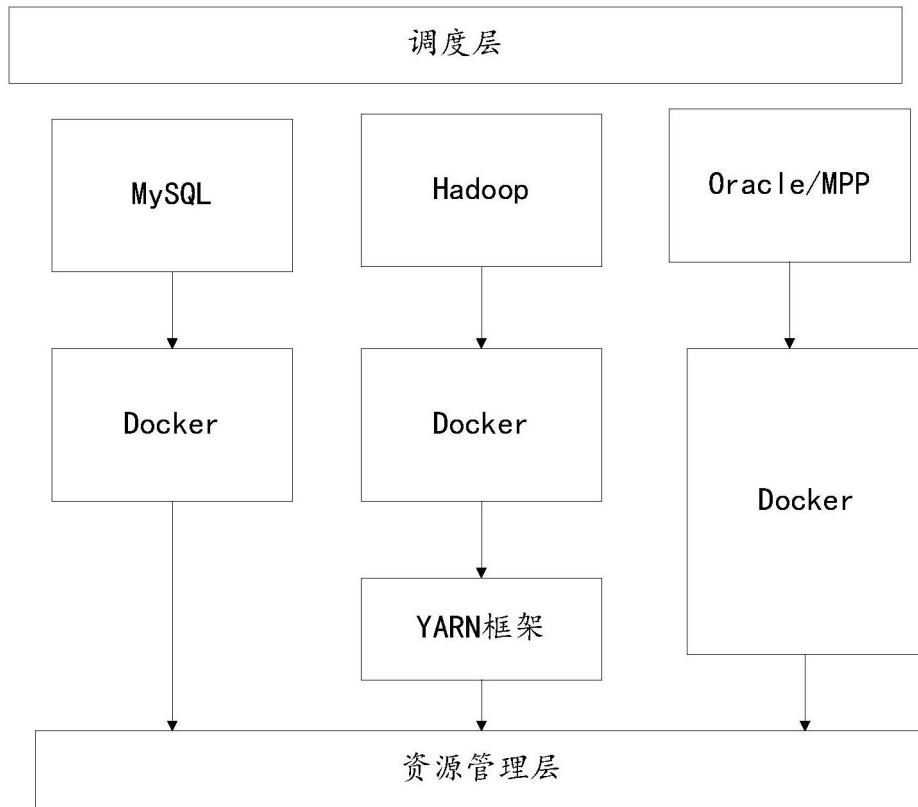 调度层
MySQL
Hadoop
Oracle/MPP
Docker
Docker
Docker
YARN框架
资源管理层